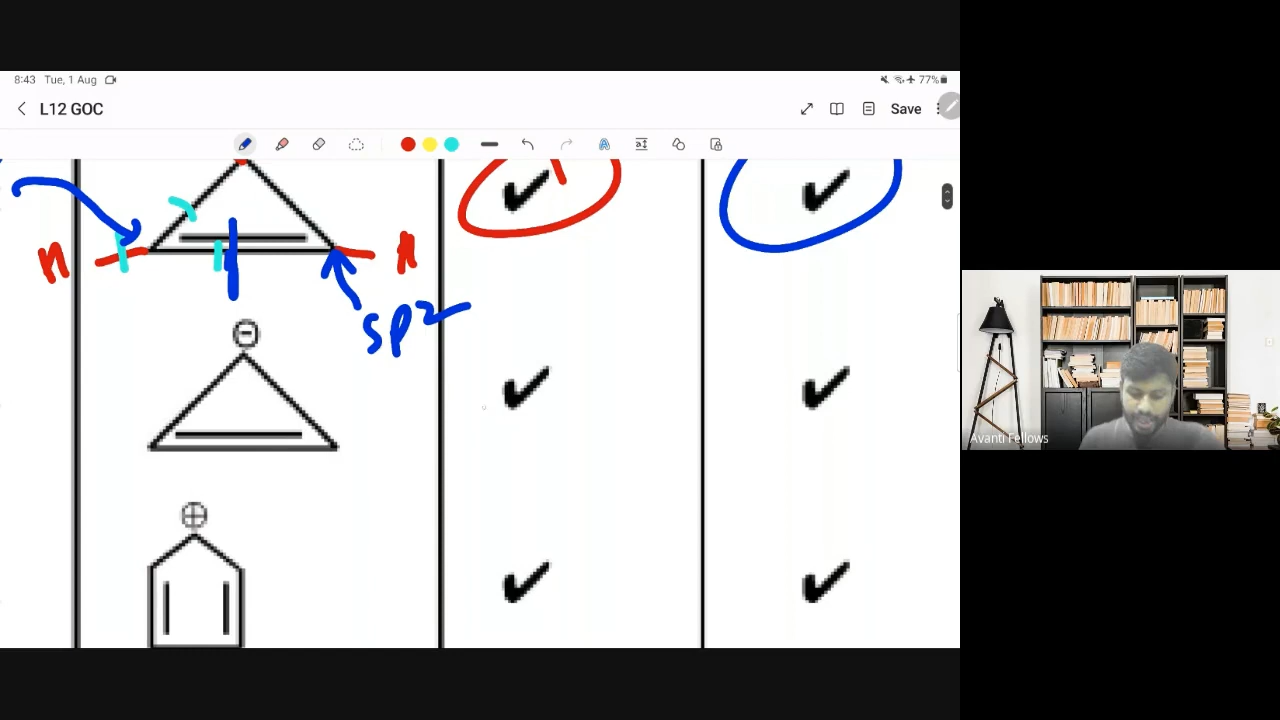 8:43 Tue, 1 Aug 77%
L12 GOC
Save
H H
sp2
⊖
⊕
Avanti Fellows